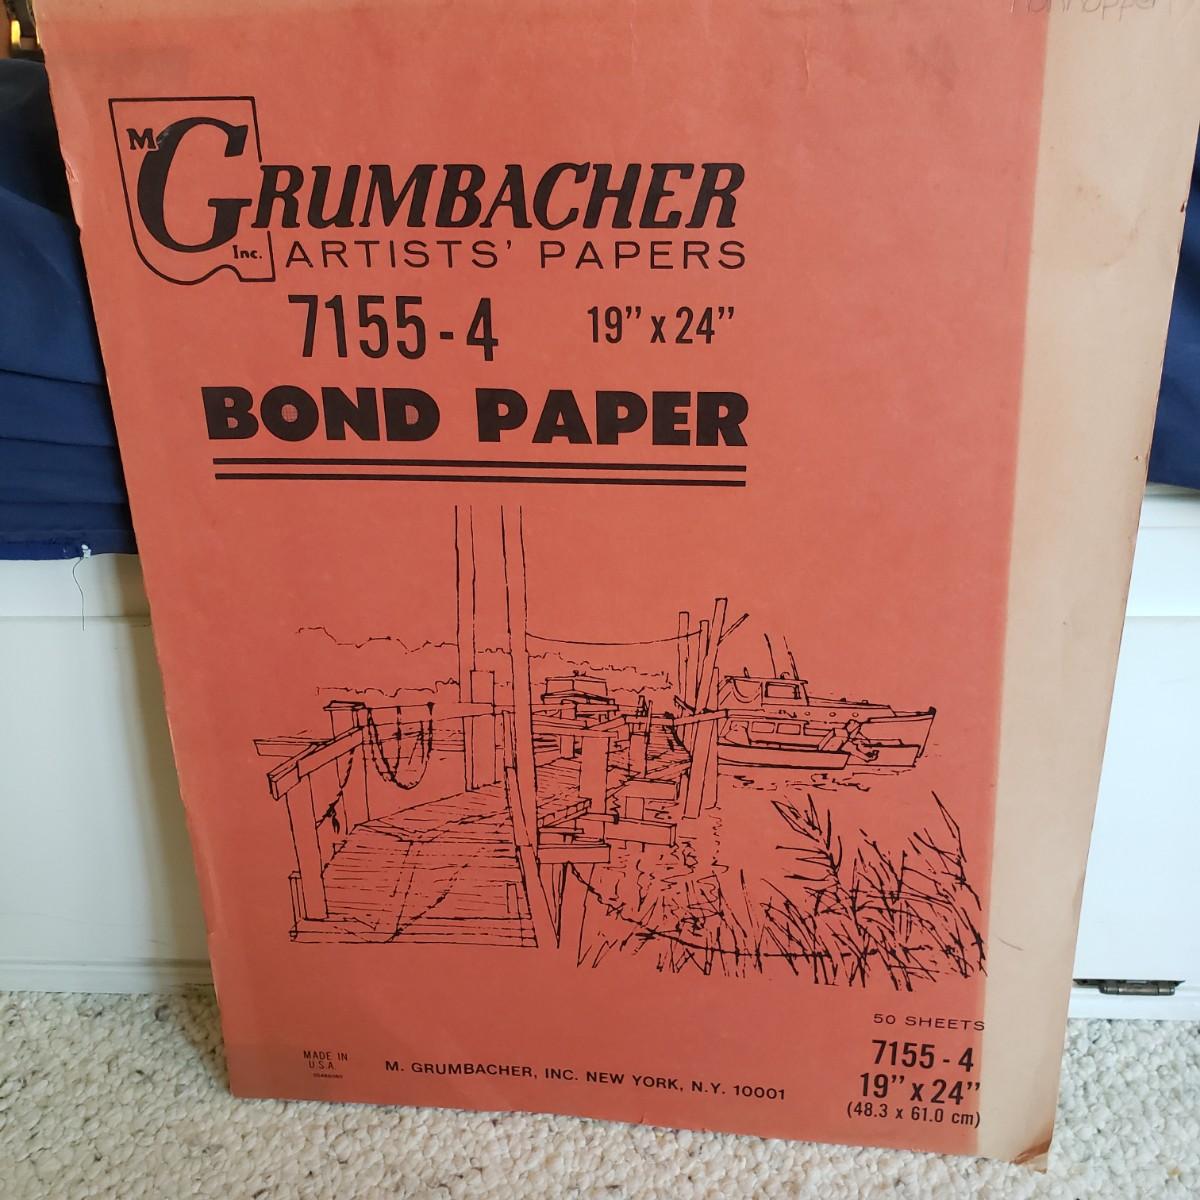 M.
GRUMBACHER
Inc.
ARTISTS' PAPERS
7155-4 19" x 24"
BOND PAPER
50 SHEETS
7155-4
19" x 24"
(48.3 x 61.0 cm)
MADE IN
U.S.A.
M. GRUMBACHER, INC. NEW YORK, N.Y. 10001